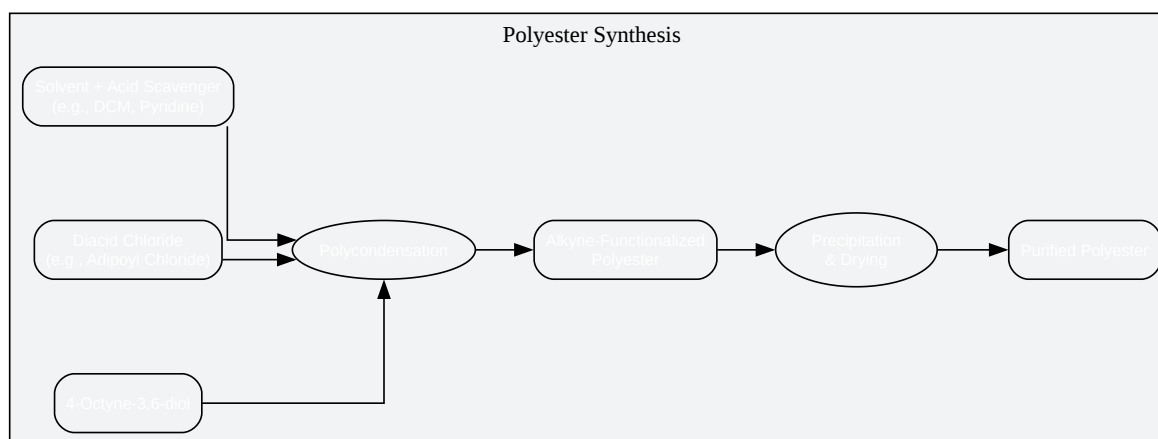 Polyester Synthesis
Solvent + Acid Scavenger
(e.g., DCM, Pyridine)
Diacid Chloride
(e.g., Adipoyl Chloride)
4-Octyne-3,6-diol
Polycondensation
Alkyne-Functionalized
Polyester
Precipitation
& Drying
Purified Polyester